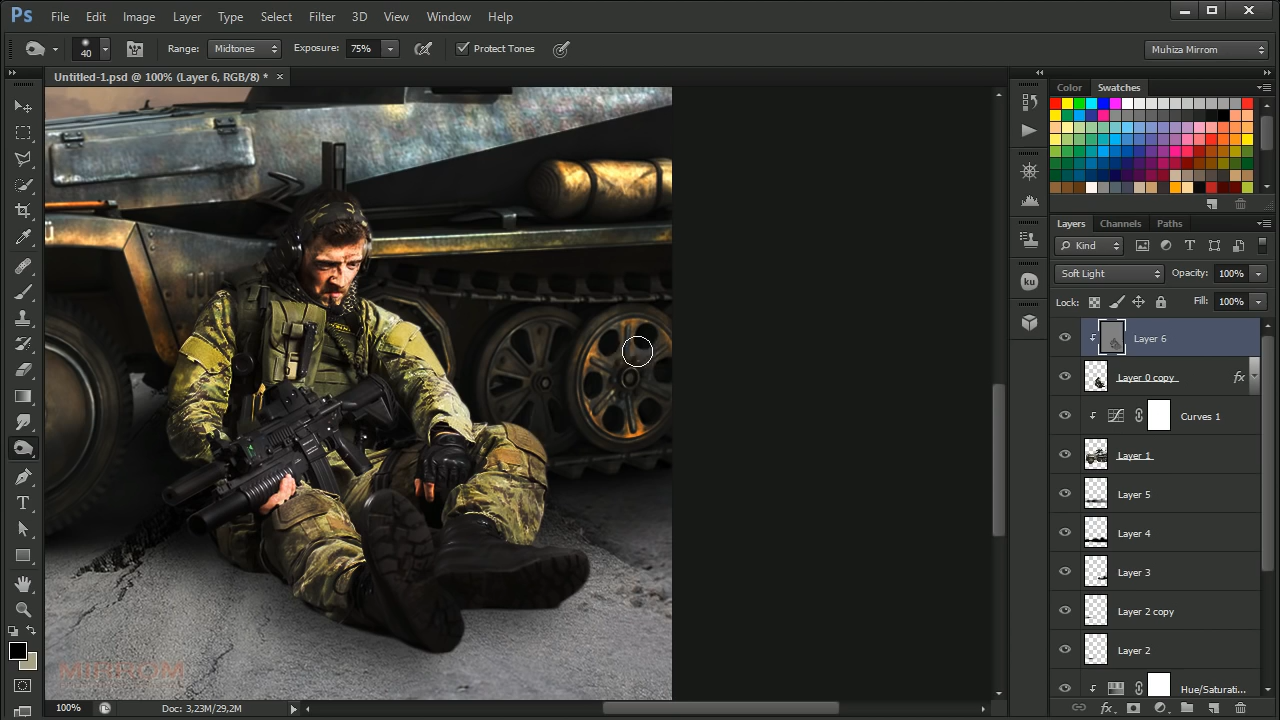 Ps File Edit Image Layer Type Select Filter 3D View Window Help
40 Range: Midtones Exposure: 75% Protect Tones Muhiza Mirrom
Untitled-1.psd @ 100% (Layer 6, RGB/8) * ×
Color Swatches
Layers Channels Paths
Kind
Soft Light Opacity: 100%
Lock: Fill: 100%
Layer 6
Layer 0 copy fx
Curves 1
Layer 1
Layer 5
Layer 4
Layer 3
Layer 2 copy
Layer 2
Hue/Saturati...
ku
100% Doc: 3,23M/29,2M
fx